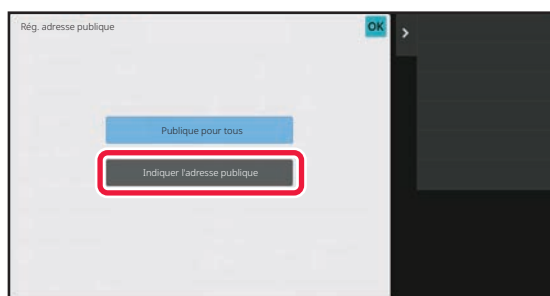 Rég. adresse publique
OK
>
Publique pour tous
Indiquer l'adresse publique